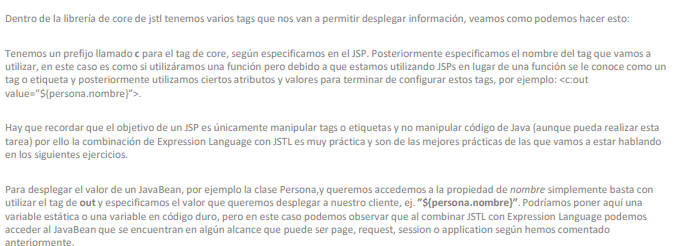 Dentro de la librería de core de jstl tenemos varios tags que nos van a permitir desplegar información, veamos como podemos hacer esto:
Tenemos un prefijo llamado c para el tag de core, según especificamos en el JSP. Posteriormente especificamos el nombre del tag que vamos a
utilizar, en este caso es como si utilizáramos una función pero debido a que estamos utilizando JSPs en lugar de una función se le conoce como un
tag o etiqueta y posteriormente utilizamos ciertos atributos y valores para terminar de configurar estos tags, por ejemplo: <c:out
value="${persona.nombre}">.
Hay que recordar que el objetivo de un JSP es únicamente manipular tags o etiquetas y no manipular código de Java (aunque pueda realizar esta
tarea) por ello la combinación de Expression Language con JSTL es muy práctica y son de las mejores prácticas de las que vamos a estar hablando
en los siguientes ejercicios.
Para desplegar el valor de un JavaBean, por ejemplo la clase Persona,y queremos accedemos a la propiedad de nombre simplemente basta con
utilizar el tag de out y especificamos el valor que queremos desplegar a nuestro cliente, ej. "${persona.nombre}". Podríamos poner aquí una
variable estática o una variable en código duro, pero en este caso podemos observar que al combinar JSTL con Expression Language podemos
acceder al JavaBean que se encuentran en algún alcance que puede ser page, request, session o application según hemos comentado
anteriormente.